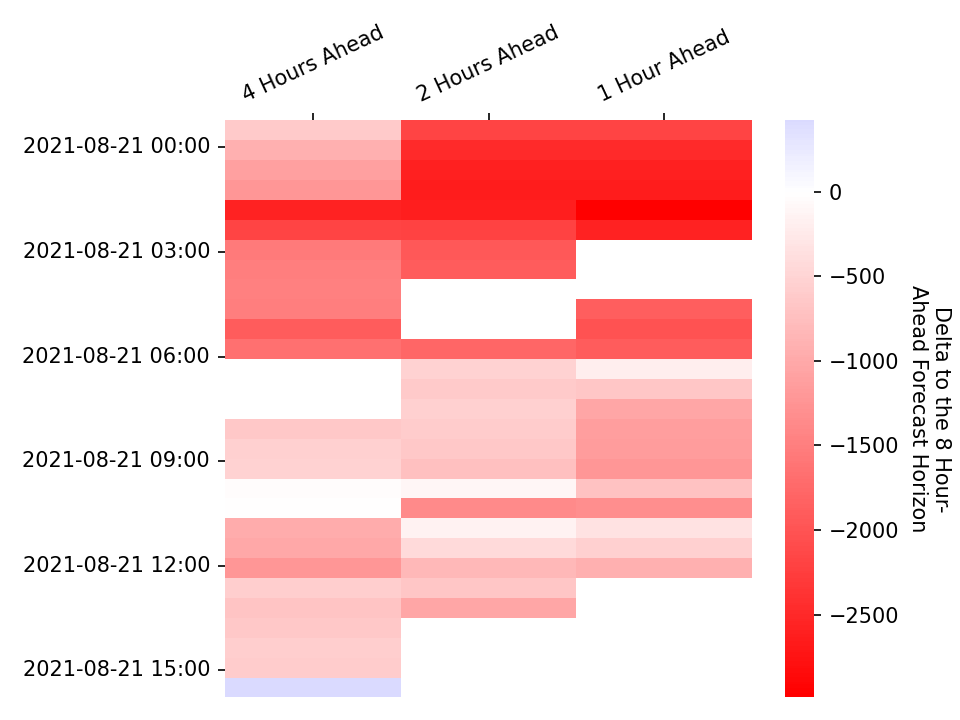 4 Hours Ahead
2 Hours Ahead
1 Hour Ahead
2021-08-21 00:00
2021-08-21 03:00
2021-08-21 06:00
2021-08-21 09:00
2021-08-21 12:00
2021-08-21 15:00
0
−500
−1000
−1500
−2000
−2500
Delta to the 8 Hour-
Ahead Forecast Horizon